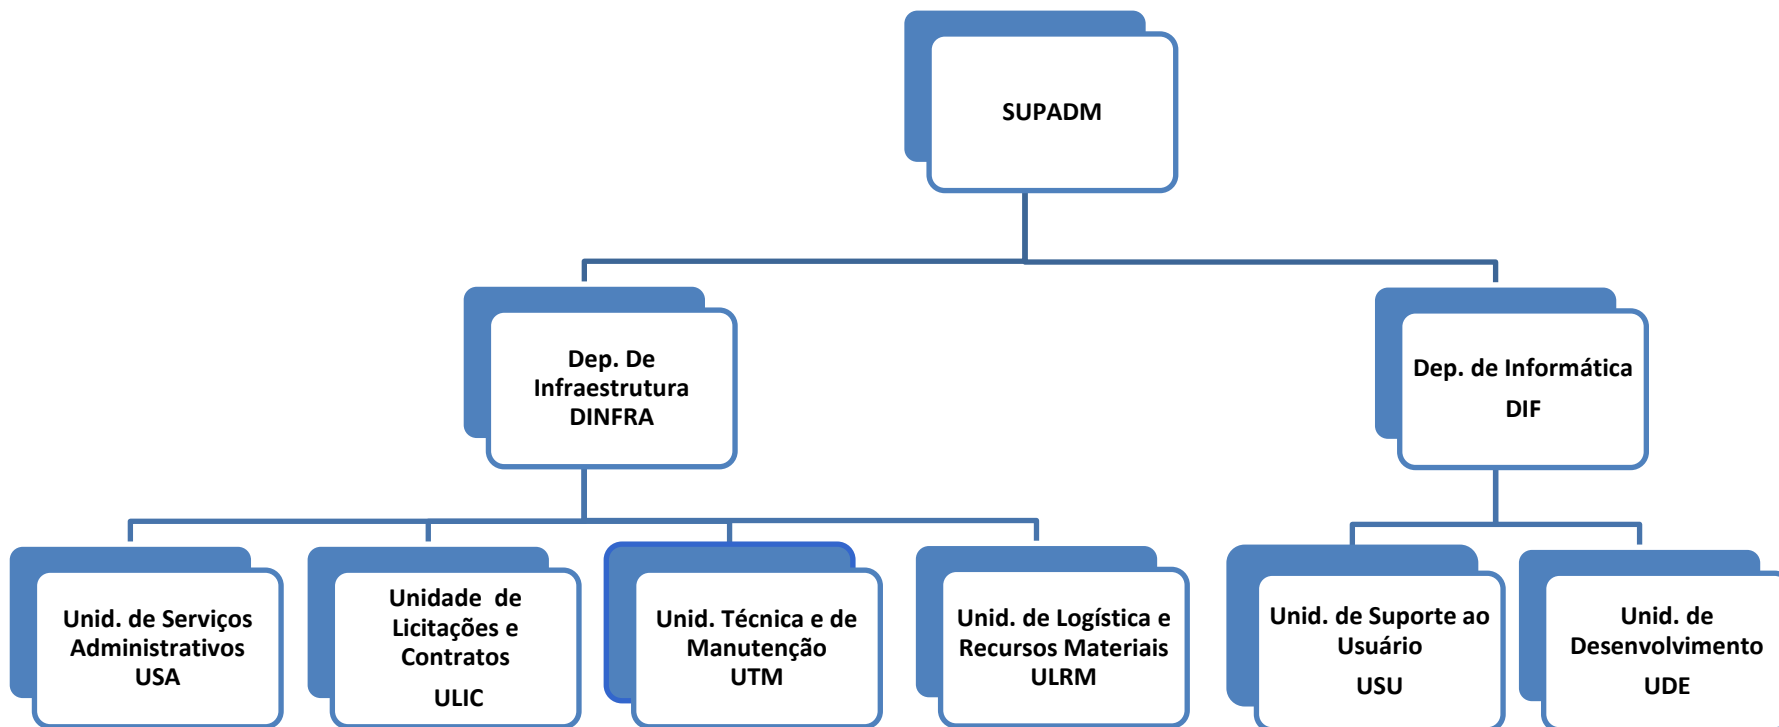 SUPADM
Dep. De
Infraestrutura
DINFRA
Dep. de Informática
DIF
Unid. de Serviços
Administrativos
USA
Unidade de
Licitações e
Contratos
ULIC
Unid. Técnica e de
Manutenção
UTM
Unid. de Logística e
Recursos Materiais
ULRM
Unid. de Suporte ao
Usuário
USU
Unid. de
Desenvolvimento
UDE